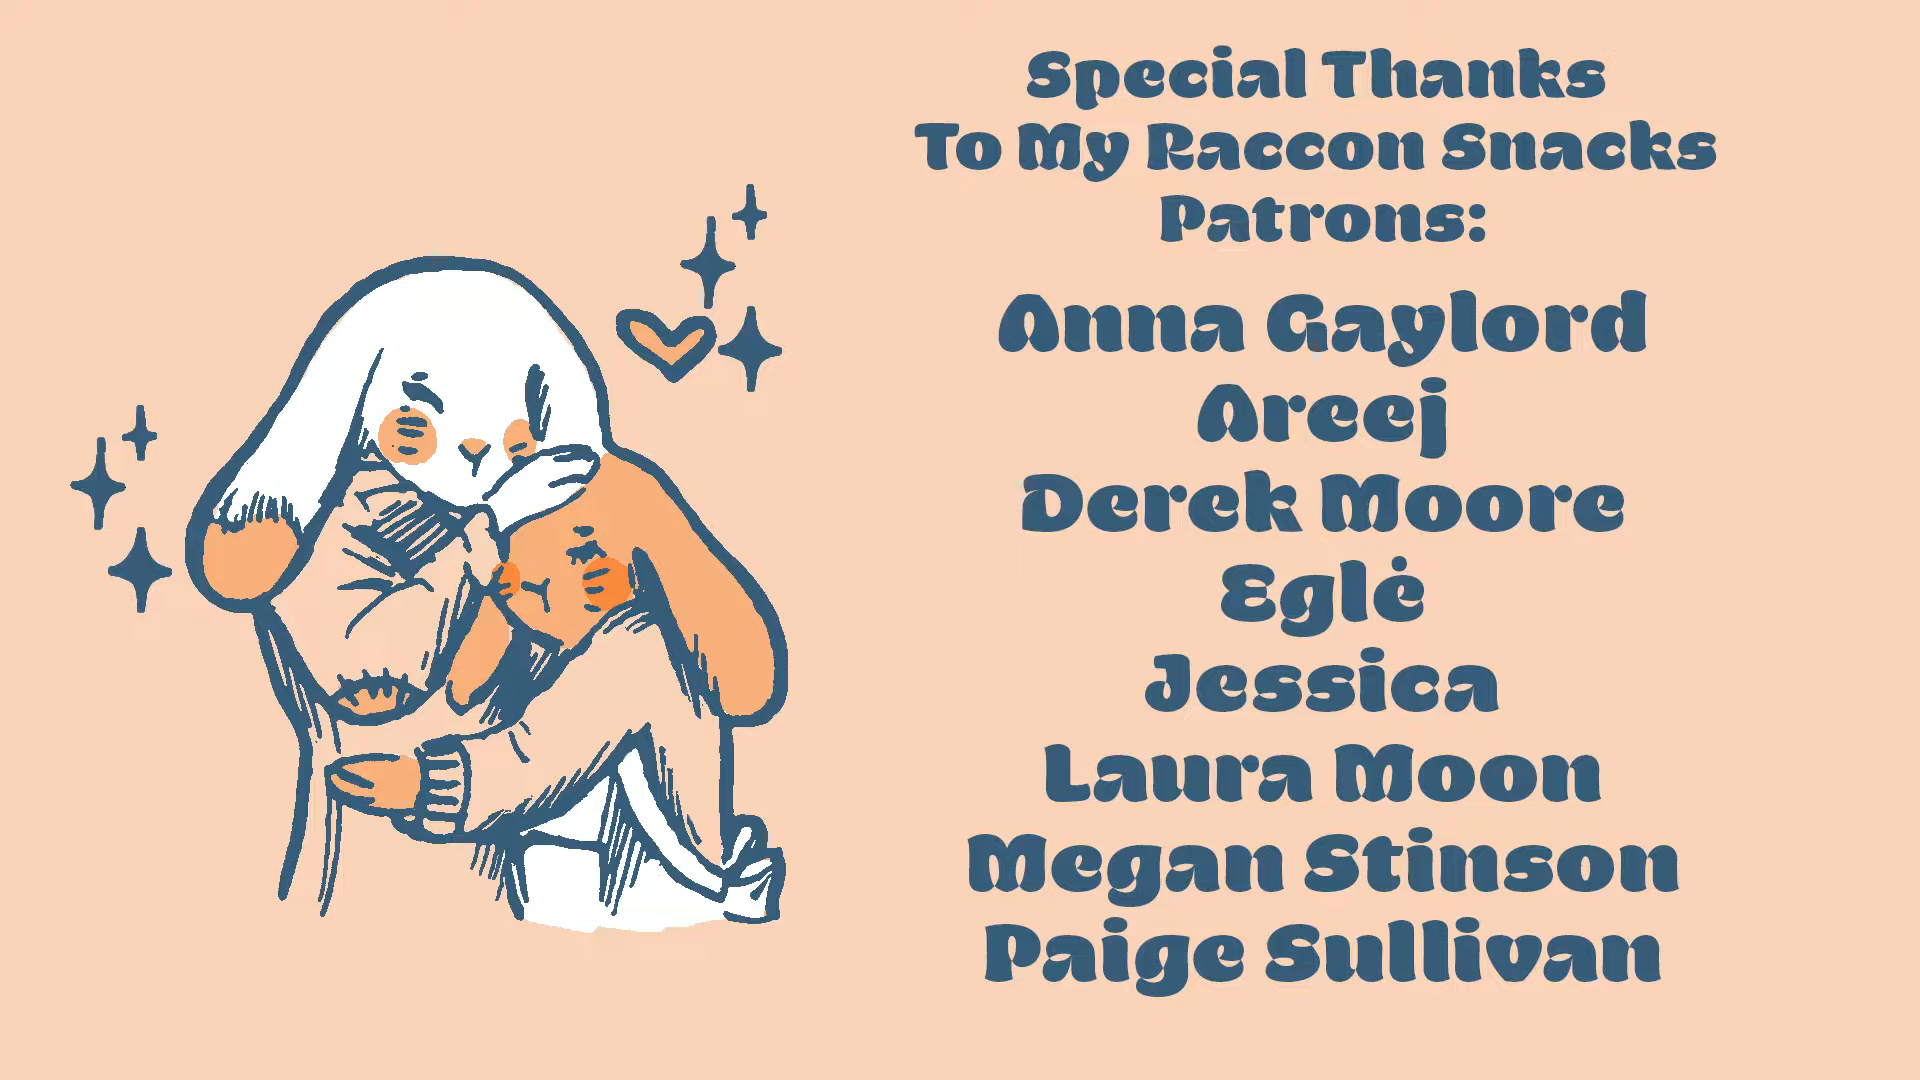 Special Thanks
To My Raccon Snacks
Patrons:
Anna Gaylord
Areej
Derek Moore
Eglė
Jessica
Laura Moon
Megan Stinson
Paige Sullivan